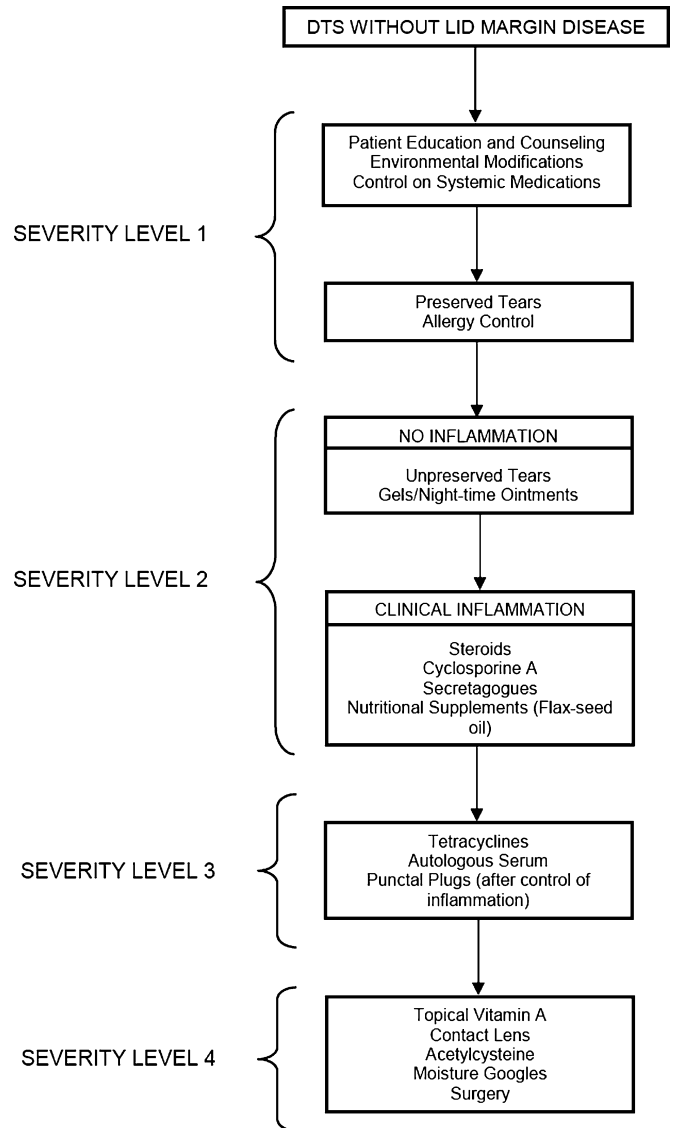 DTS WITHOUT LID MARGIN DISEASE
SEVERITY LEVEL 1
Patient Education and Counseling
Environmental Modifications
Control on Systemic Medications
Preserved Tears
Allergy Control
SEVERITY LEVEL 2
NO INFLAMMATION
Unpreserved Tears
Gels/Night-time Ointments
CLINICAL INFLAMMATION
Steroids
Cyclosporine A
Secretagogues
Nutritional Supplements (Flax-seed
oil)
SEVERITY LEVEL 3
Tetracyclines
Autologous Serum
Punctal Plugs (after control of
inflammation)
SEVERITY LEVEL 4
Topical Vitamin A
Contact Lens
Acetylcysteine
Moisture Googles
Surgery